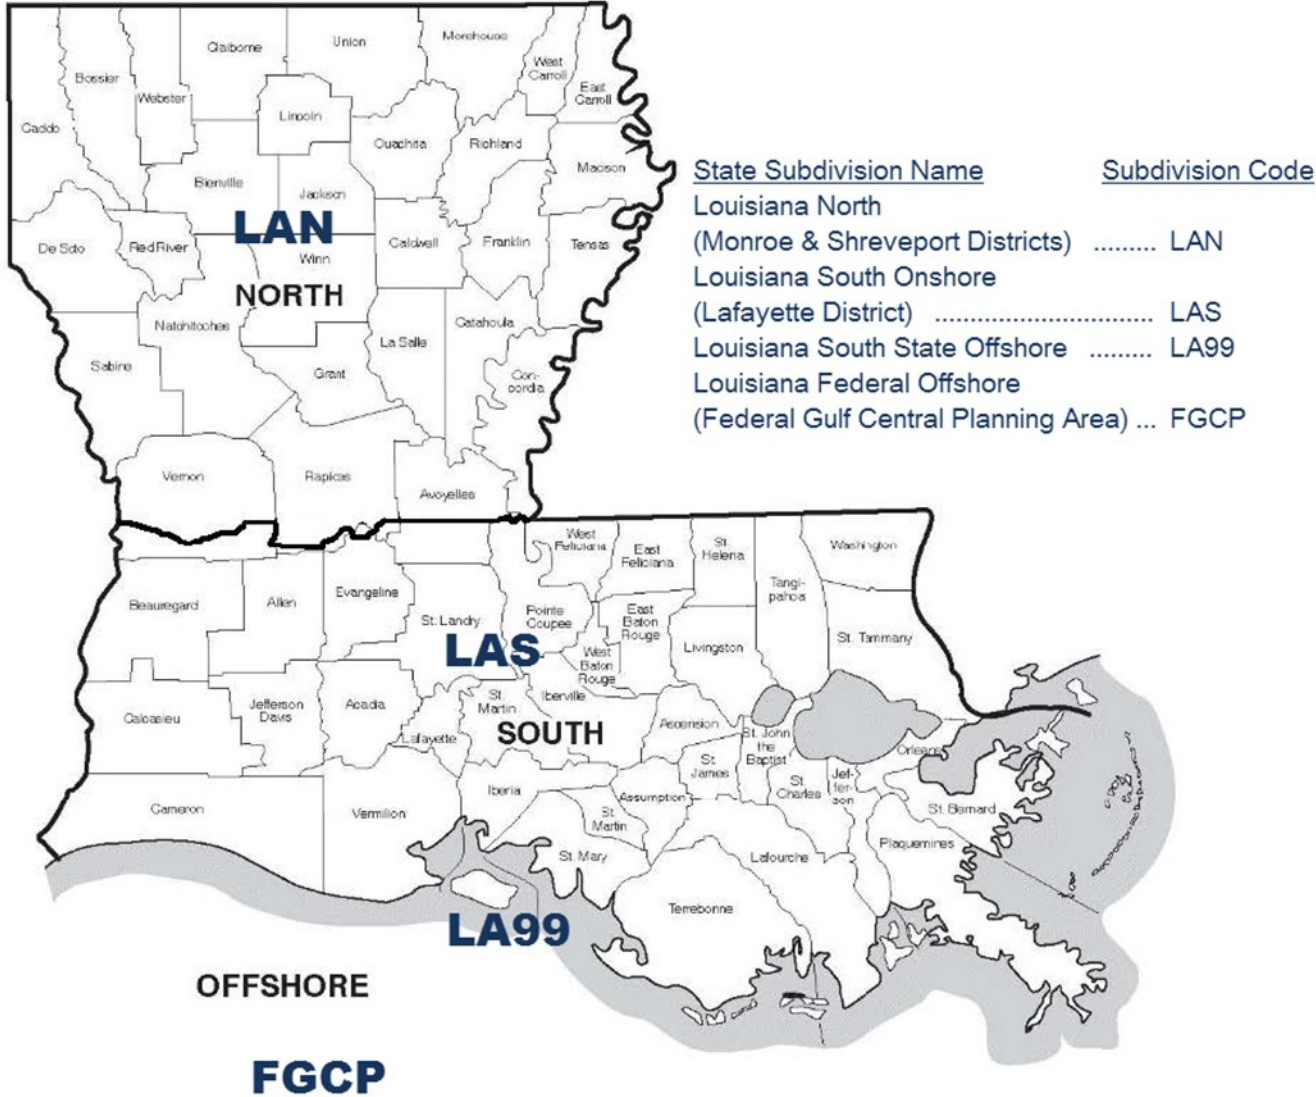 Claiborne
Union
Morehouse
West
Carroll
East
Carroll
Bossier
Webster
Lincoln
Caddo
Ouachita
Richland
Madison
Bienville
Jackson
LAN
De Soto
Red River
Winn
Caldwell
Franklin
Tensas
NORTH
Natchitoches
Catahoula
La Salle
Sabine
Grant
Con-
cordia
Vernon
Rapides
Avoyelles
State Subdivision Name Subdivision Code
Louisiana North
(Monroe & Shreveport Districts) ......... LAN
Louisiana South Onshore
(Lafayette District) ............................... LAS
Louisiana South State Offshore ......... LA99
Louisiana Federal Offshore
(Federal Gulf Central Planning Area) ... FGCP
West
Feliciana
East
Feliciana
St.
Helena
Washington
Tangi-
pahoa
Beauregard
Allen
Evangeline
St. Landry
Pointe
Coupee
East
Baton
Rouge
West
Baton
Rouge
Livingston
St. Tammany
LAS
Calcasieu
Jefferson
Davis
Acadia
Lafayette
St.
Martin
Iberville
SOUTH
Ascension
St. John
the
Baptist
Orleans
St.
James
St.
Charles
Jef-
fer-
son
St. Bernard
Cameron
Vermilion
Iberia
Assumption
St.
Martin
St. Mary
Lafourche
Plaquemines
Terrebonne
LA99
OFFSHORE
FGCP